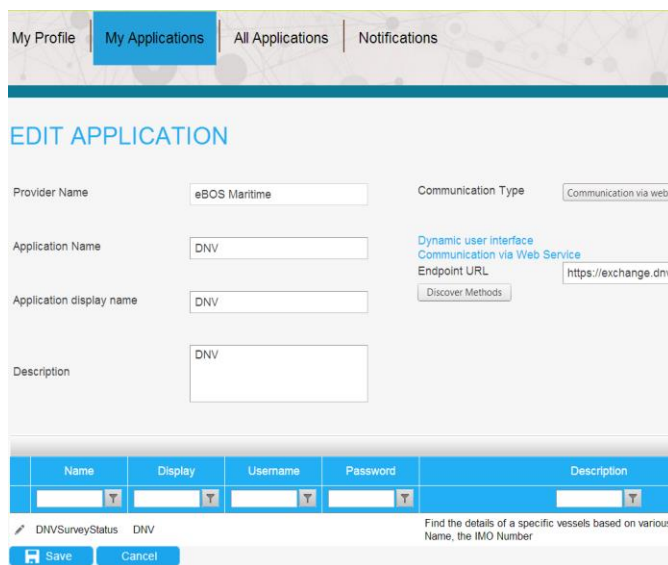 My Profile My Applications All Applications Notifications
EDIT APPLICATION
Provider Name eBOS Maritime Communication Type Communication via web
Application Name DNV Dynamic user interface
Communication via Web Service
Endpoint URL https://exchange.dnv
Application display name DNV Discover Methods
Description DNV
Name Display Username Password Description
DNVSurveyStatus DNV Find the details of a specific vessels based on various
Name, the IMO Number
Save Cancel